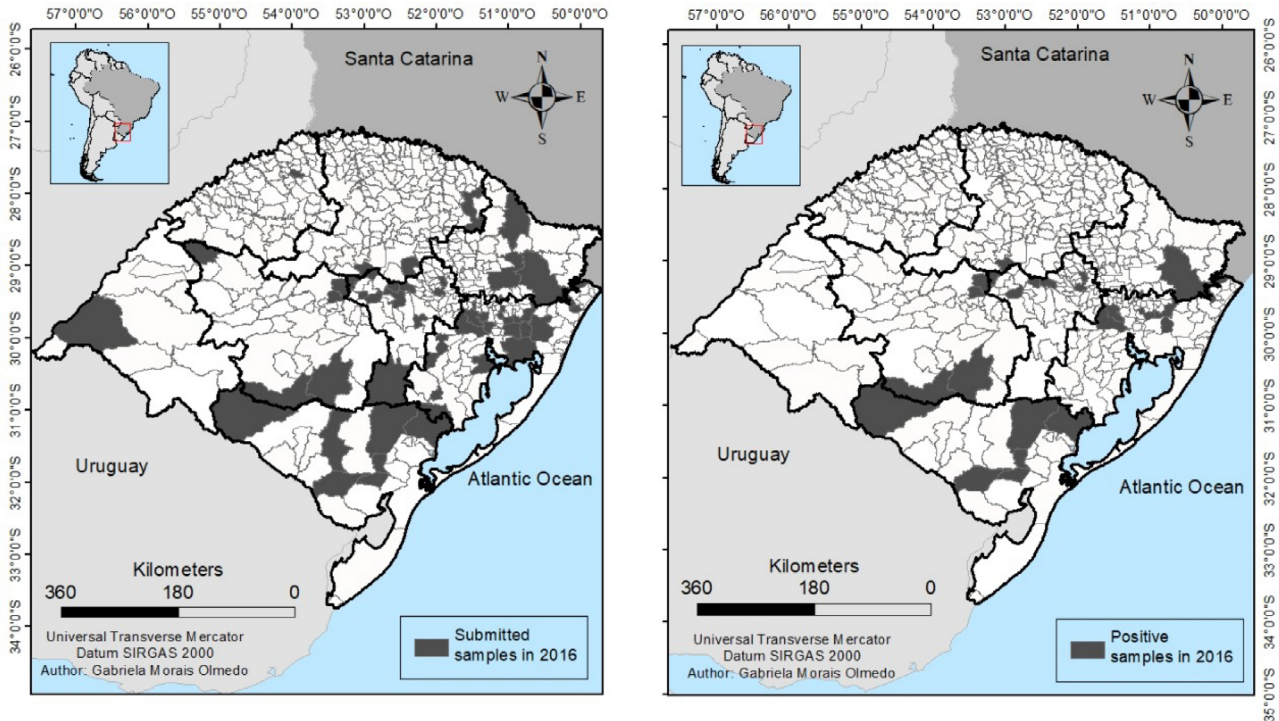 57°0'0"O 56°0'0"O 55°0'0"O 54°0'0"O 53°0'0"O 52°0'0"O 51°0'0"O 50°0'0"O
26°0'0"S
27°0'0"S
28°0'0"S
29°0'0"S
30°0'0"S
31°0'0"S
32°0'0"S
33°0'0"S
34°0'0"S
Santa Catarina
N
W E
S
Uruguay
Atlantic Ocean
Kilometers
360 180 0
Universal Transverse Mercator
Datum SIRGAS 2000
Author: Gabriela Morais Olmedo
Submitted
samples in 2016
57°0'0"O 56°0'0"O 55°0'0"O 54°0'0"O 53°0'0"O 52°0'0"O 51°0'0"O 50°0'0"O
Santa Catarina
N
W E
S
Uruguay
Atlantic Ocean
Kilometers
360 180 0
Universal Transverse Mercator
Datum SIRGAS 2000
Author: Gabriela Morais Olmedo
Positive
samples in 2016
26°0'0"S
27°0'0"S
28°0'0"S
29°0'0"S
30°0'0"S
31°0'0"S
32°0'0"S
33°0'0"S
34°0'0"S
35°0'0"S